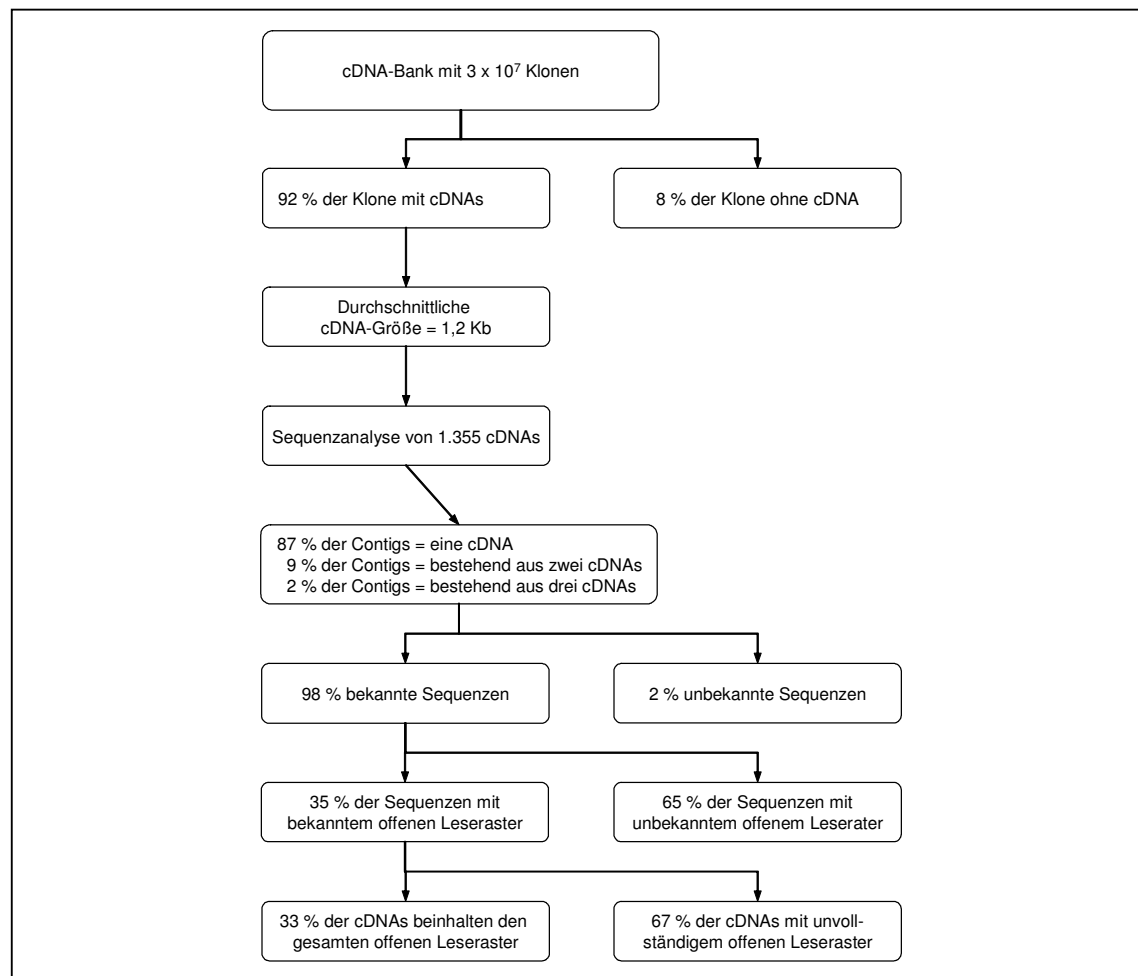 cDNA-Bank mit 3 x 10⁷ Klonen
92 % der Klone mit cDNAs
8 % der Klone ohne cDNA
Durchschnittliche
cDNA-Größe = 1,2 Kb
Sequenzanalyse von 1.355 cDNAs
87 % der Contigs = eine cDNA
9 % der Contigs = bestehend aus zwei cDNAs
2 % der Contigs = bestehend aus drei cDNAs
98 % bekannte Sequenzen
2 % unbekannte Sequenzen
35 % der Sequenzen mit
bekanntem offenen Leseraster
65 % der Sequenzen mit
unbekanntem offenem Leserater
33 % der cDNAs beinhalten den
gesamten offenen Leseraster
67 % der cDNAs mit unvoll-
ständigem offenen Leseraster